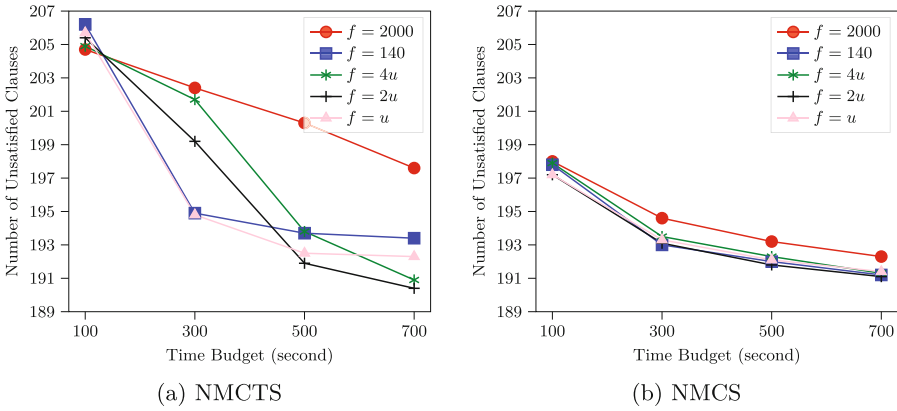 Number of Unsatisfied Clauses
207
205
203
201
199
197
195
193
191
189
100
300
500
700
Time Budget (second)
f = 2000
f = 140
f = 4u
f = 2u
f = u
(a) NMCTS
Number of Unsatisfied Clauses
207
205
203
201
199
197
195
193
191
189
100
300
500
700
Time Budget (second)
f = 2000
f = 140
f = 4u
f = 2u
f = u
(b) NMCS